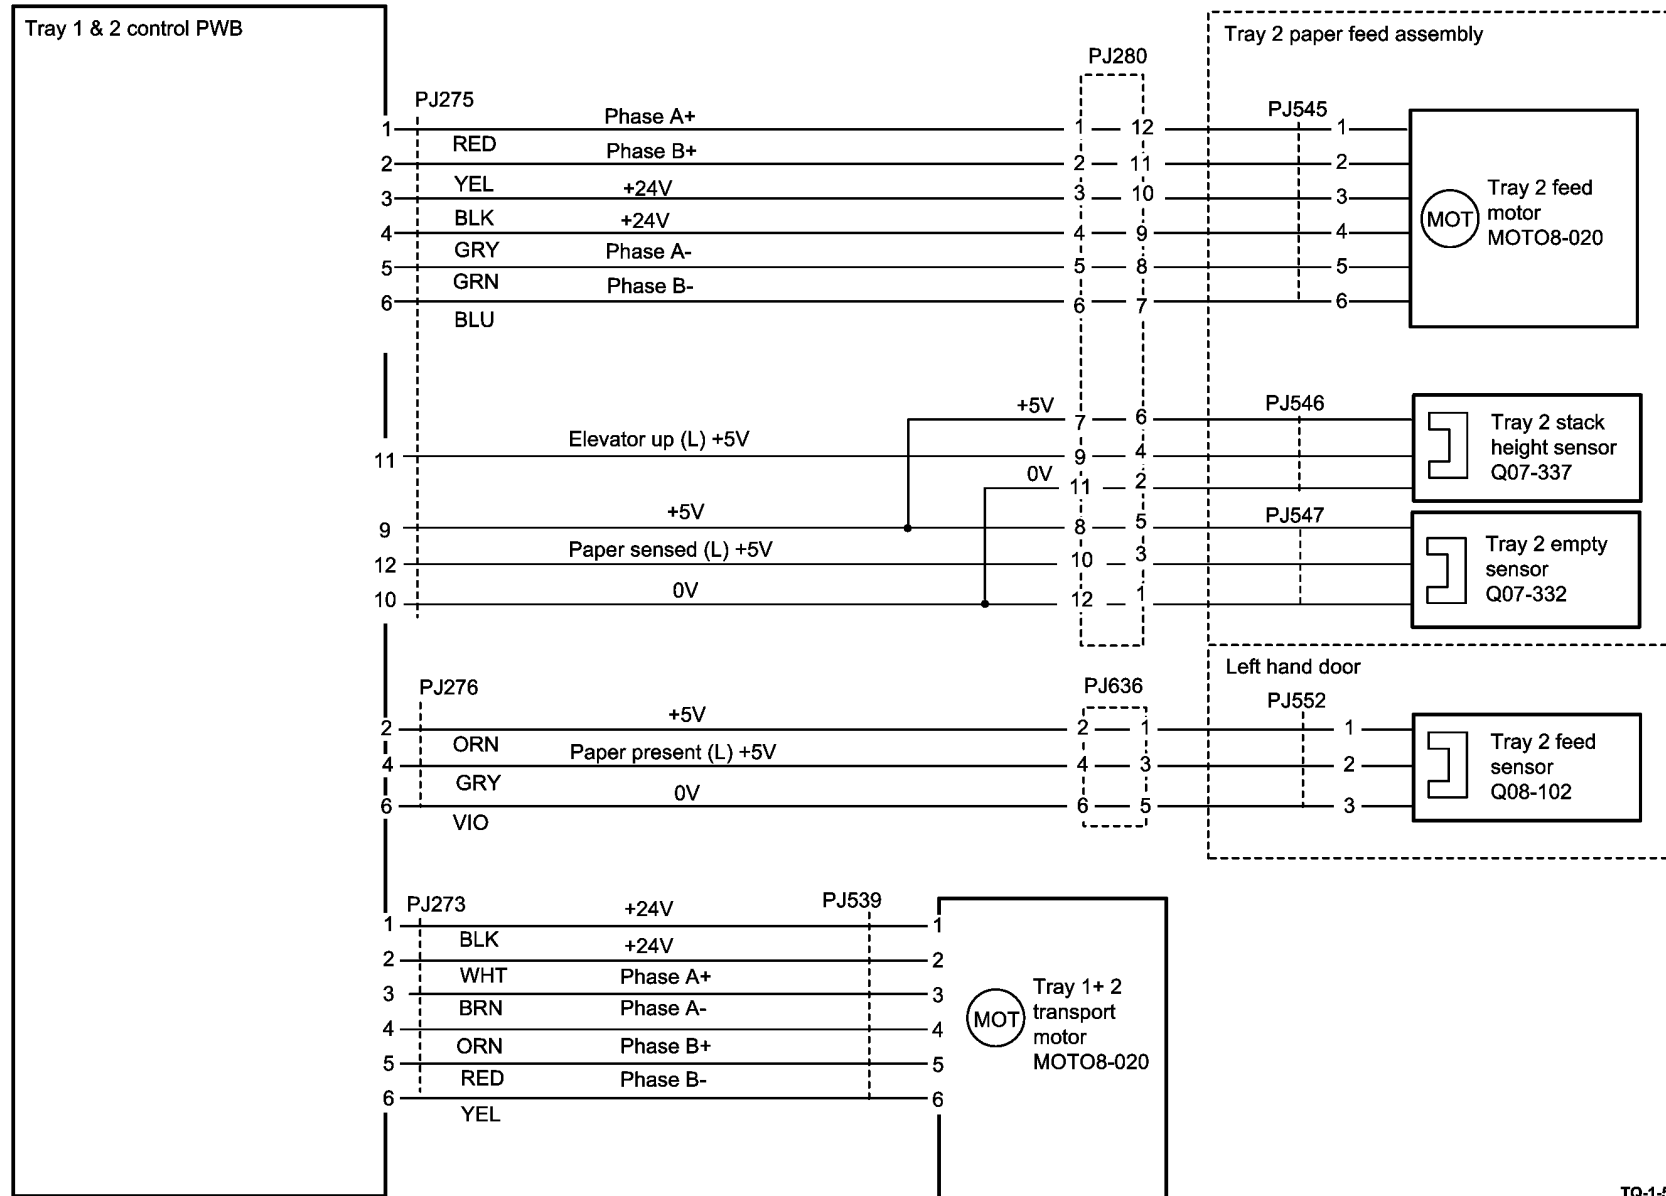 Tray 1 & 2 control PWB
Tray 2 paper feed assembly
PJ280
PJ275
PJ545
1 Phase A+ 1 12 1
RED
2 Phase B+ 2 11 2
YEL
3 +24V 3 10 3
BLK
4 +24V 4 9 4
GRY
5 Phase A- 5 8 5
GRN
6 Phase B- 6 7 6
BLU
MOT
Tray 2 feed
motor
MOTO8-020
PJ546
+5V 7 6
11 Elevator up (L) +5V 9 4
0V 11 2
Tray 2 stack
height sensor
Q07-337
PJ547
9 +5V 8 5
12 Paper sensed (L) +5V 10 3
10 0V 12 1
Tray 2 empty
sensor
Q07-332
Left hand door
PJ276
PJ636
PJ552
2 +5V 2 1 1
ORN
4 Paper present (L) +5V 4 3 2
GRY
6 0V 6 5 3
VIO
Tray 2 feed
sensor
Q08-102
PJ273
PJ539
1 +24V 1
BLK
2 +24V 2
WHT
3 Phase A+ 3
BRN
4 Phase A- 4
ORN
5 Phase B+ 5
RED
6 Phase B- 6
YEL
MOT
Tray 1+ 2
transport
motor
MOTO8-020